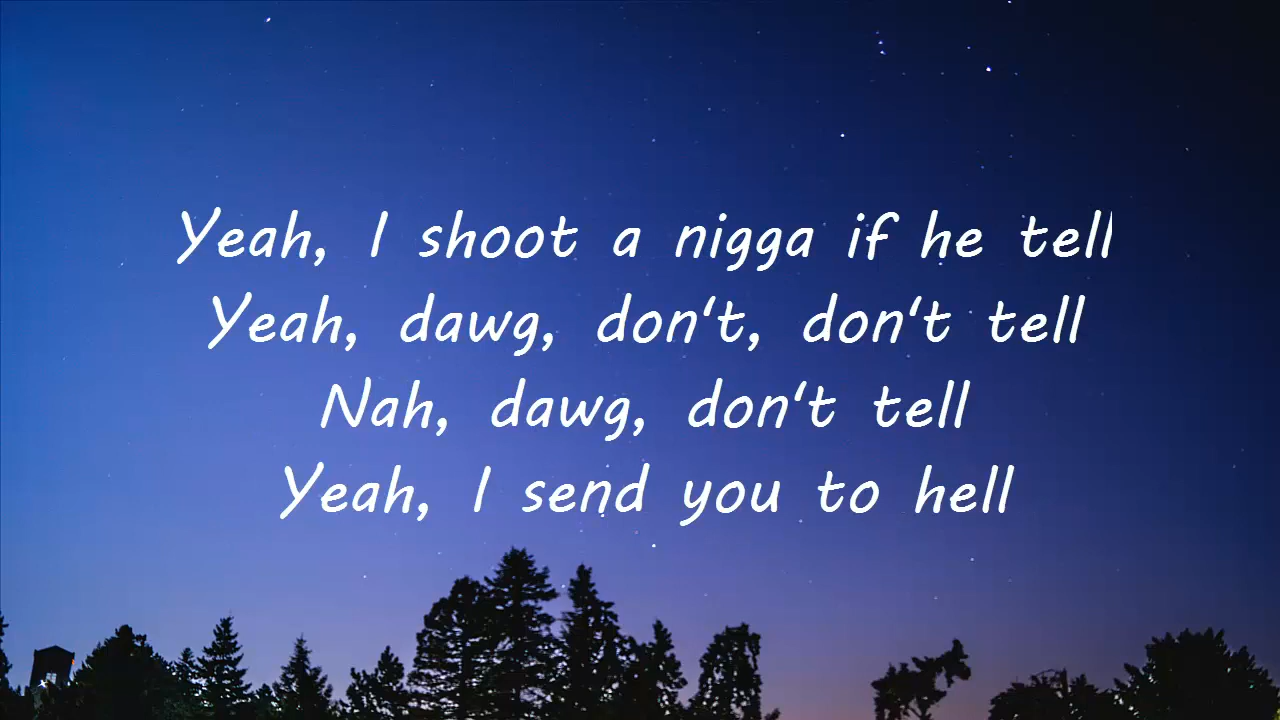 Yeah, I shoot a nigga if he tell
Yeah, dawg, don't, don't tell
Nah, dawg, don't tell
Yeah, I send you to hell